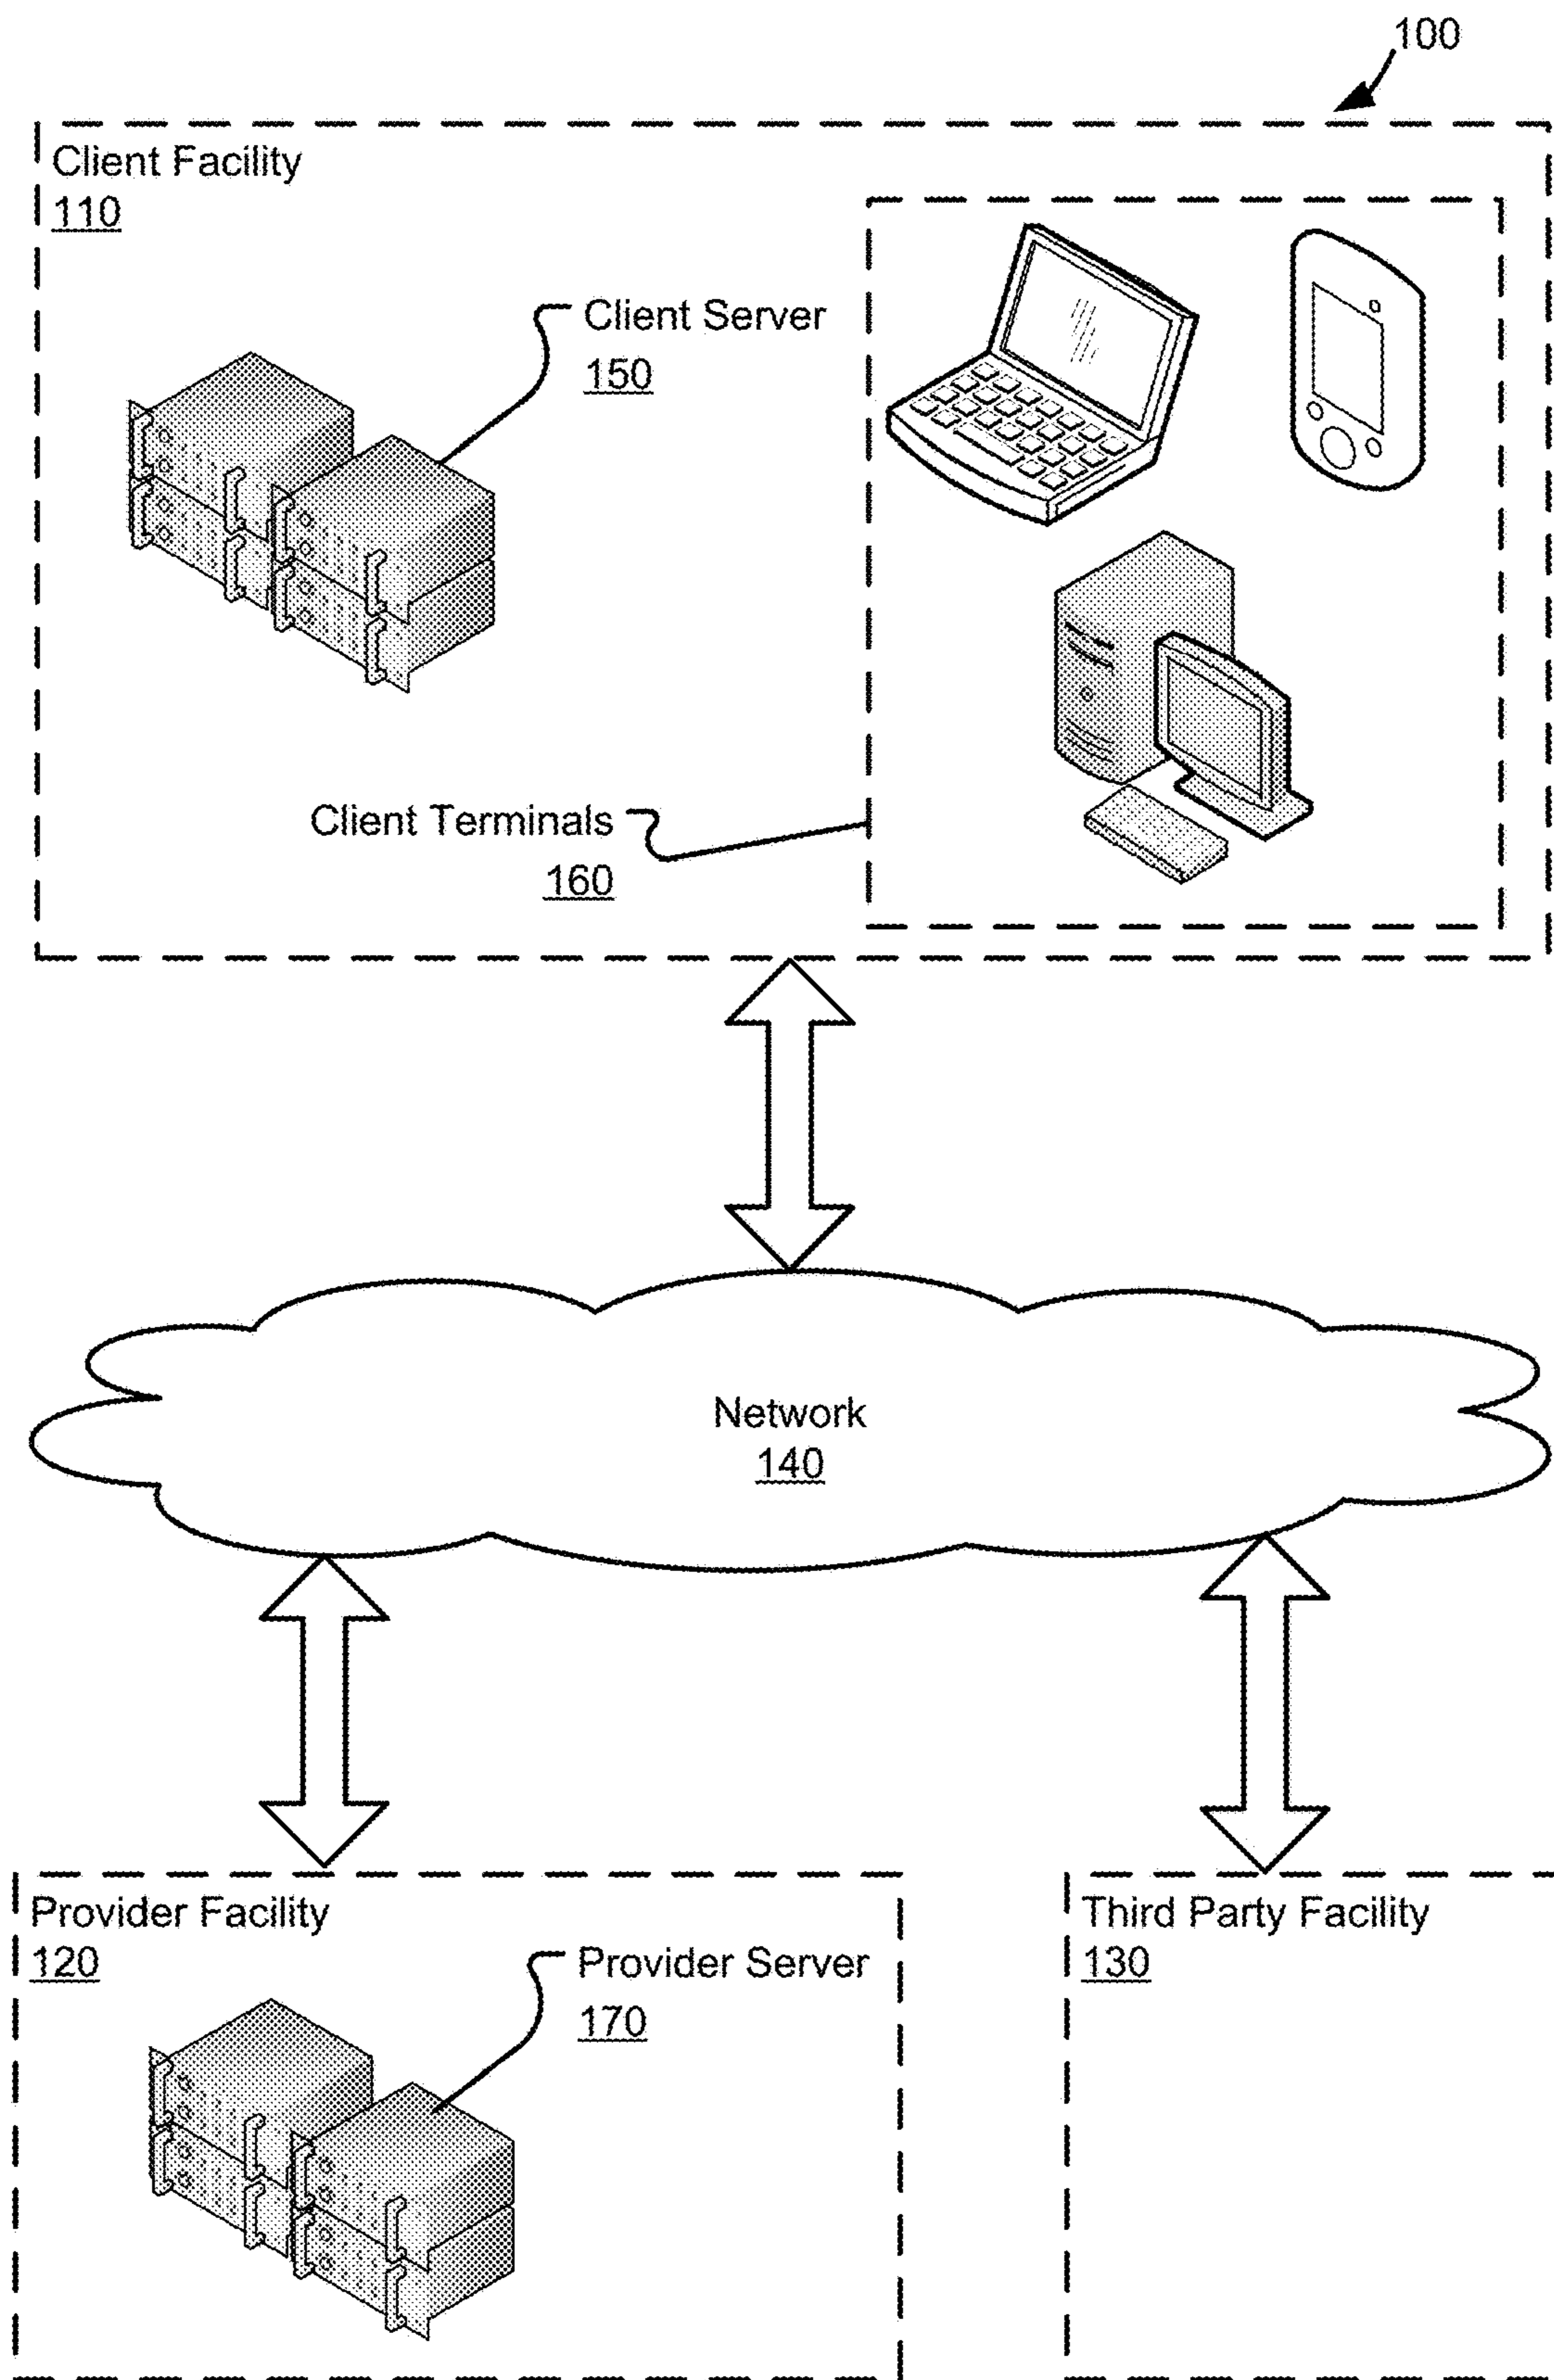 100
Client Facility
110
Client Server
150
Client Terminals
160
Network
140
Provider Facility
120
Provider Server
170
Third Party Facility
130